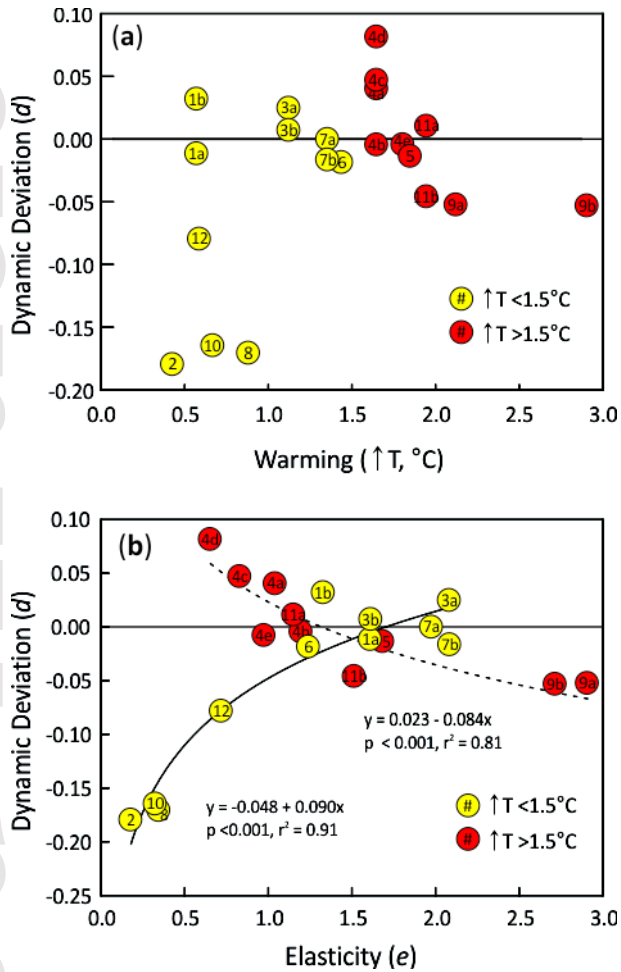 (a)
0.10
0.05
0.00
-0.05
-0.10
-0.15
-0.20
Dynamic Deviation (d)
4d
4c
4a
1b
3a
3b
11a
7a
4b
4e
1a
7b
6
5
11b
9a
9b
12
10
8
2
# ↑T <1.5°C
# ↑T >1.5°C
0.0 0.5 1.0 1.5 2.0 2.5 3.0
Warming (↑T, °C)
(b)
0.10
0.05
0.00
-0.05
-0.10
-0.15
-0.20
-0.25
Dynamic Deviation (d)
4d
4c
4a
1b
3a
11a
3b
7a
4e
4b
1a
5
6
7b
11b
9b
9a
12
10
8
2
y = 0.023 - 0.084x
p < 0.001, r² = 0.81
y = -0.048 + 0.090x
p <0.001, r² = 0.91
# ↑T <1.5°C
# ↑T >1.5°C
0.0 0.5 1.0 1.5 2.0 2.5 3.0
Elasticity (e)